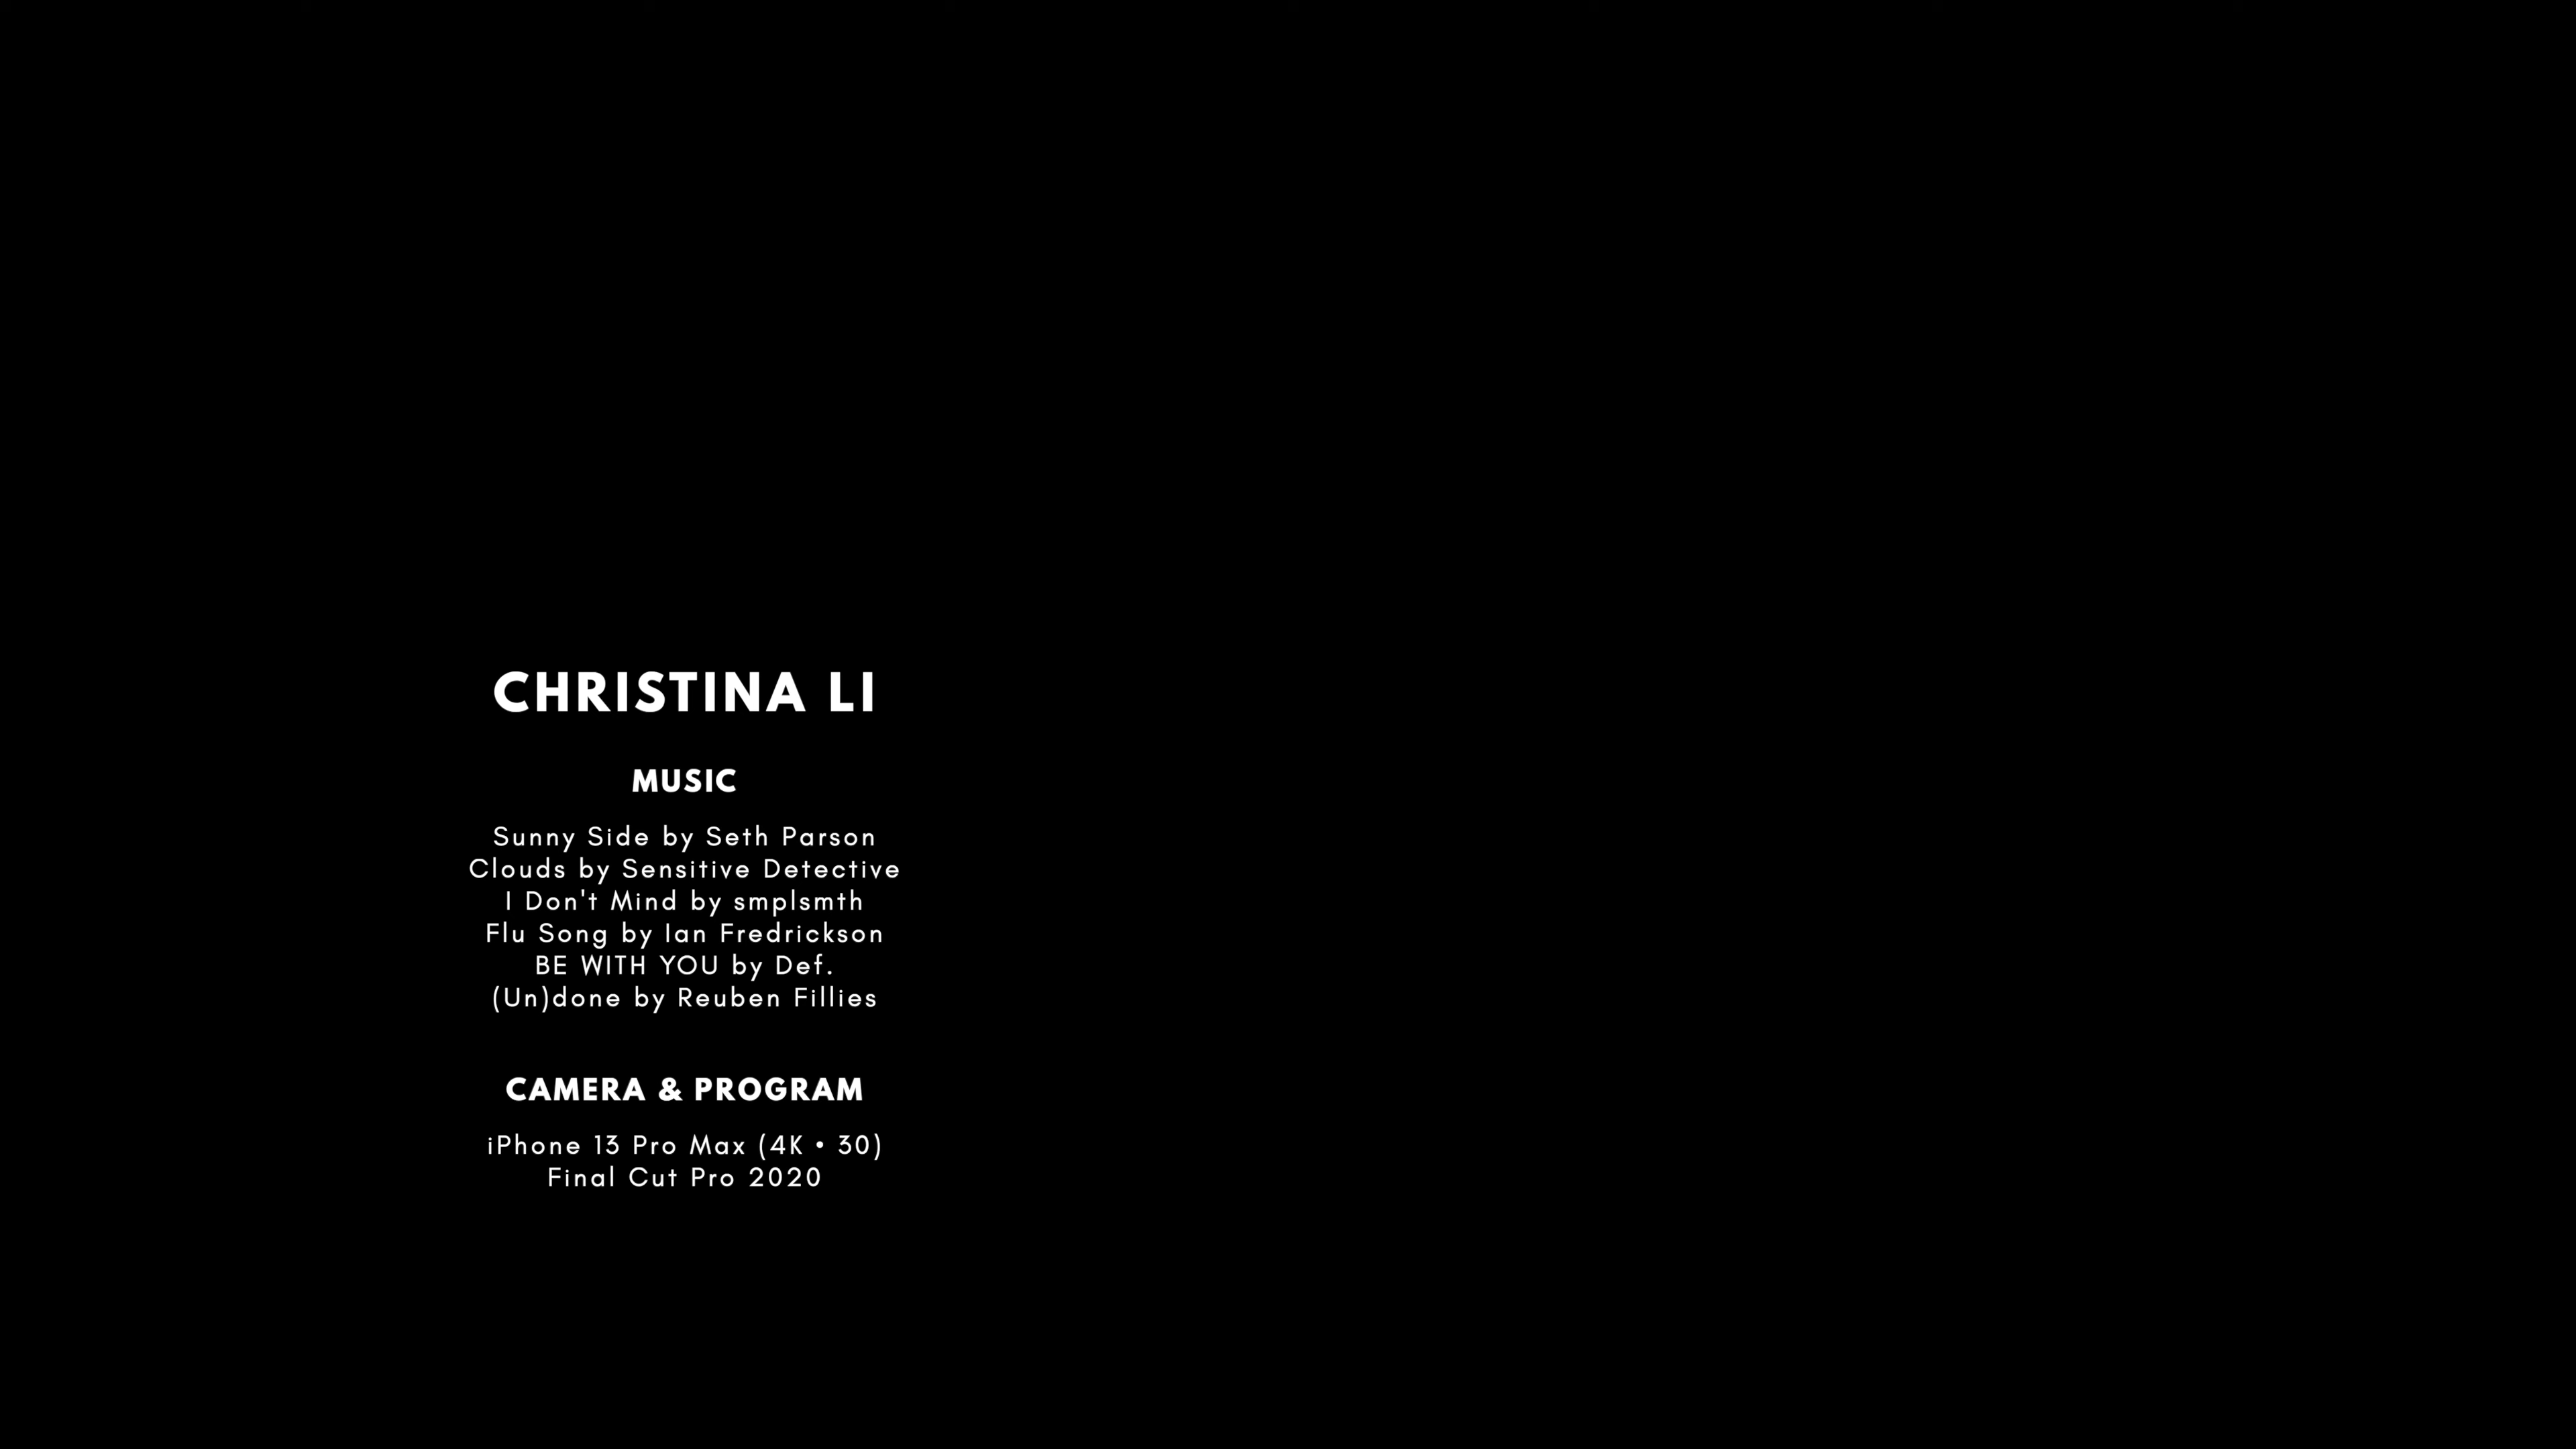 CHRISTINA LI
MUSIC
Sunny Side by Seth Parson
Clouds by Sensitive Detective
I Don't Mind by smplsmth
Flu Song by Ian Fredrickson
BE WITH YOU by Def.
(Un)done by Reuben Fillies
CAMERA & PROGRAM
iPhone 13 Pro Max (4K • 30)
Final Cut Pro 2020